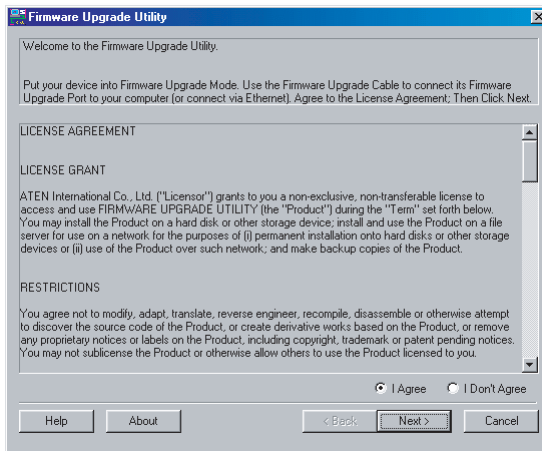 Firmware Upgrade Utility
Welcome to the Firmware Upgrade Utility.
Put your device into Firmware Upgrade Mode. Use the Firmware Upgrade Cable to connect its Firmware
Upgrade Port to your computer (or connect via Ethernet). Agree to the License Agreement; Then Click Next.
LICENSE AGREEMENT
LICENSE GRANT
ATEN International Co., Ltd. ("Licensor") grants to you a non-exclusive, non-transferable license to
access and use FIRMWARE UPGRADE UTILITY (the "Product") during the "Term" set forth below.
You may install the Product on a hard disk or other storage device; install and use the Product on a file
server for use on a network for the purposes of (i) permanent installation onto hard disks or other storage
devices or (ii) use of the Product over such network; and make backup copies of the Product.
RESTRICTIONS
You agree not to modify, adapt, translate, reverse engineer, recompile, disassemble or otherwise attempt
to discover the source code of the Product, or create derivative works based on the Product, or remove
any proprietary notices or labels on the Product, including copyright, trademark or patent pending notices.
You may not sublicense the Product or otherwise allow others to use the Product licensed to you.
I Agree I Don't Agree
Help About < Back Next > Cancel